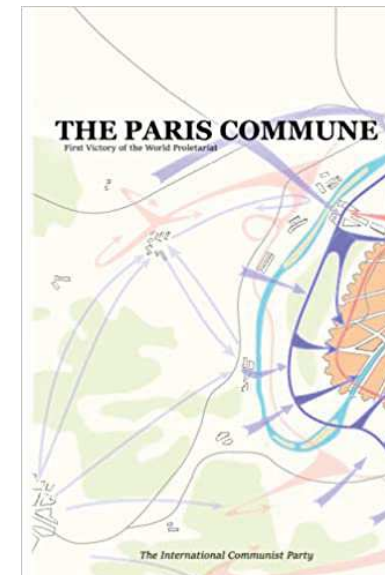 THE PARIS COMMUNE
First Victory of the World Proletariat
The International Communist Party